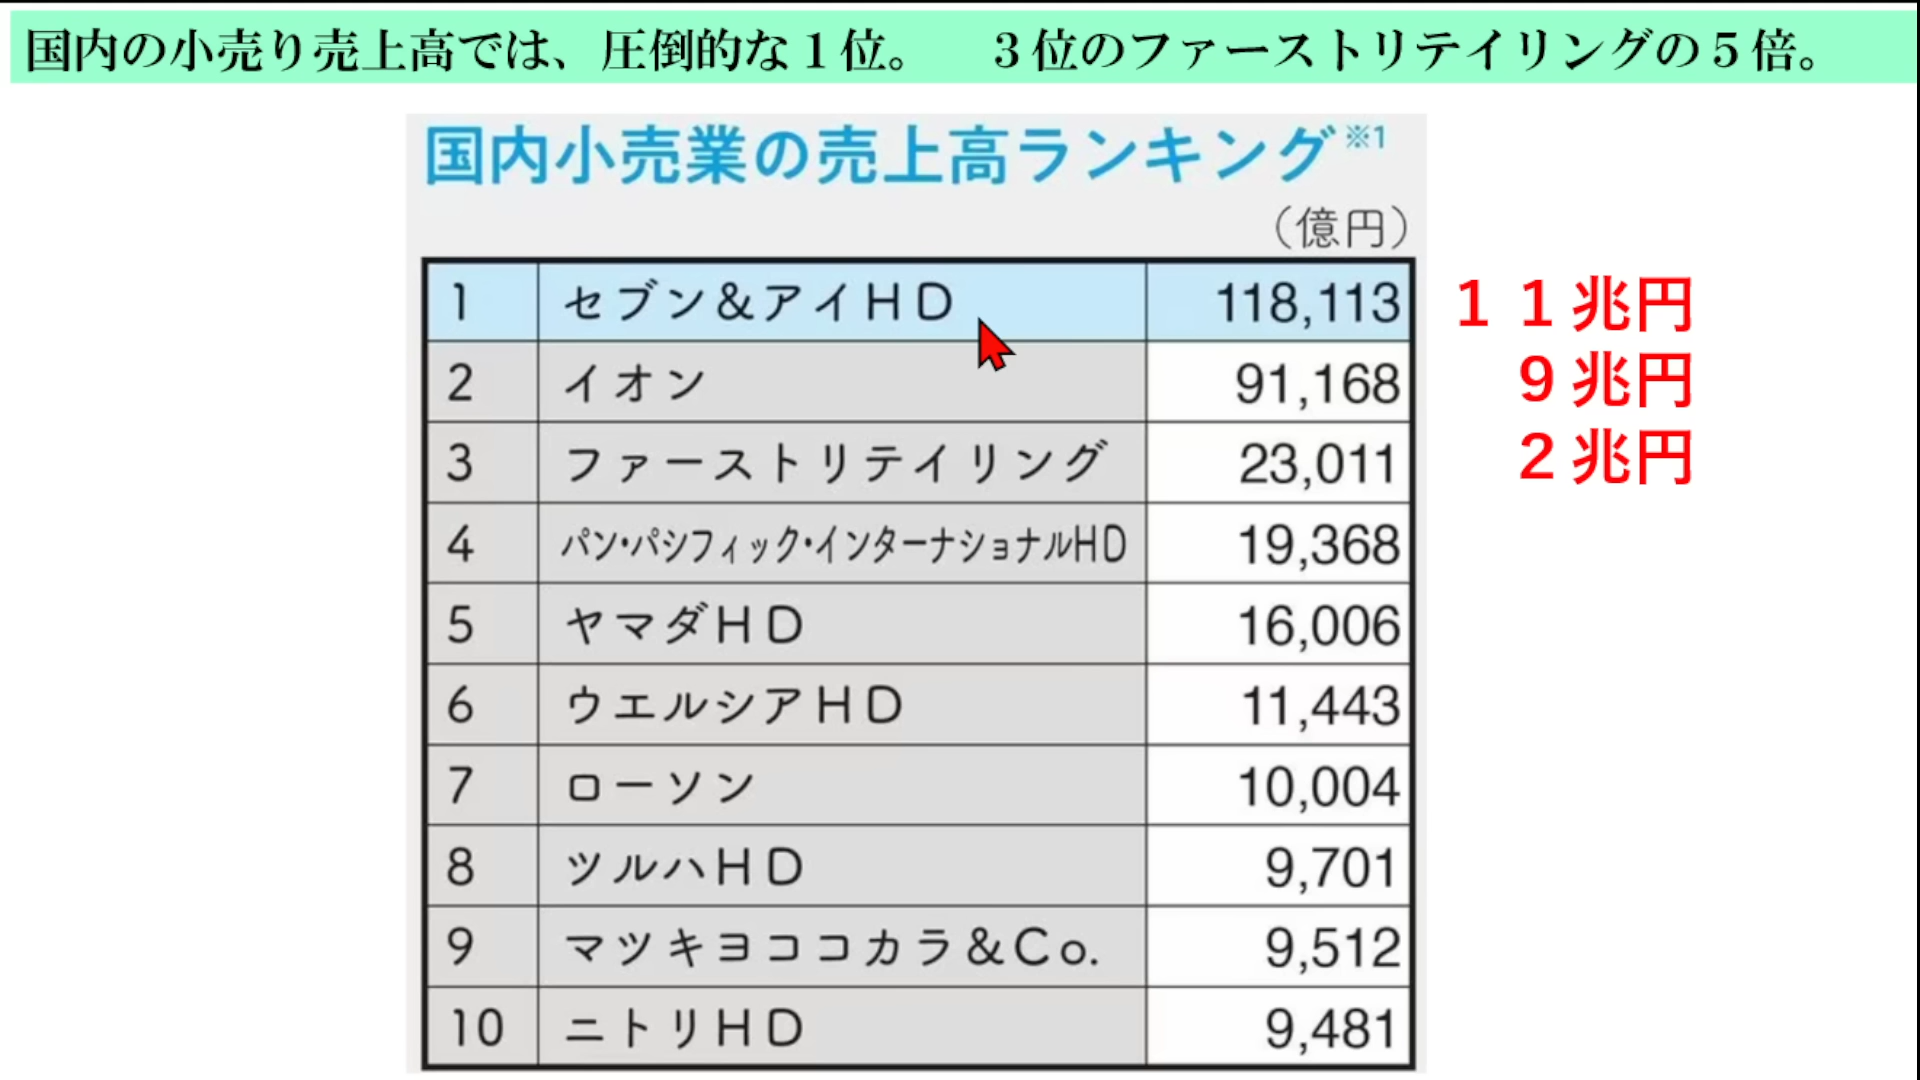 国内の小売り売上高では、圧倒的な１位。　３位のファーストリテイリングの５倍。
国内小売業の売上高ランキング※1
（億円）
1 セブン&アイHD 118,113 １１兆円
2 イオン 91,168 ９兆円
3 ファーストリテイリング 23,011 ２兆円
4 パン・パシフィック・インターナショナルHD 19,368
5 ヤマダHD 16,006
6 ウエルシアHD 11,443
7 ローソン 10,004
8 ツルハHD 9,701
9 マツキヨココカラ&Co. 9,512
10 ニトリHD 9,481